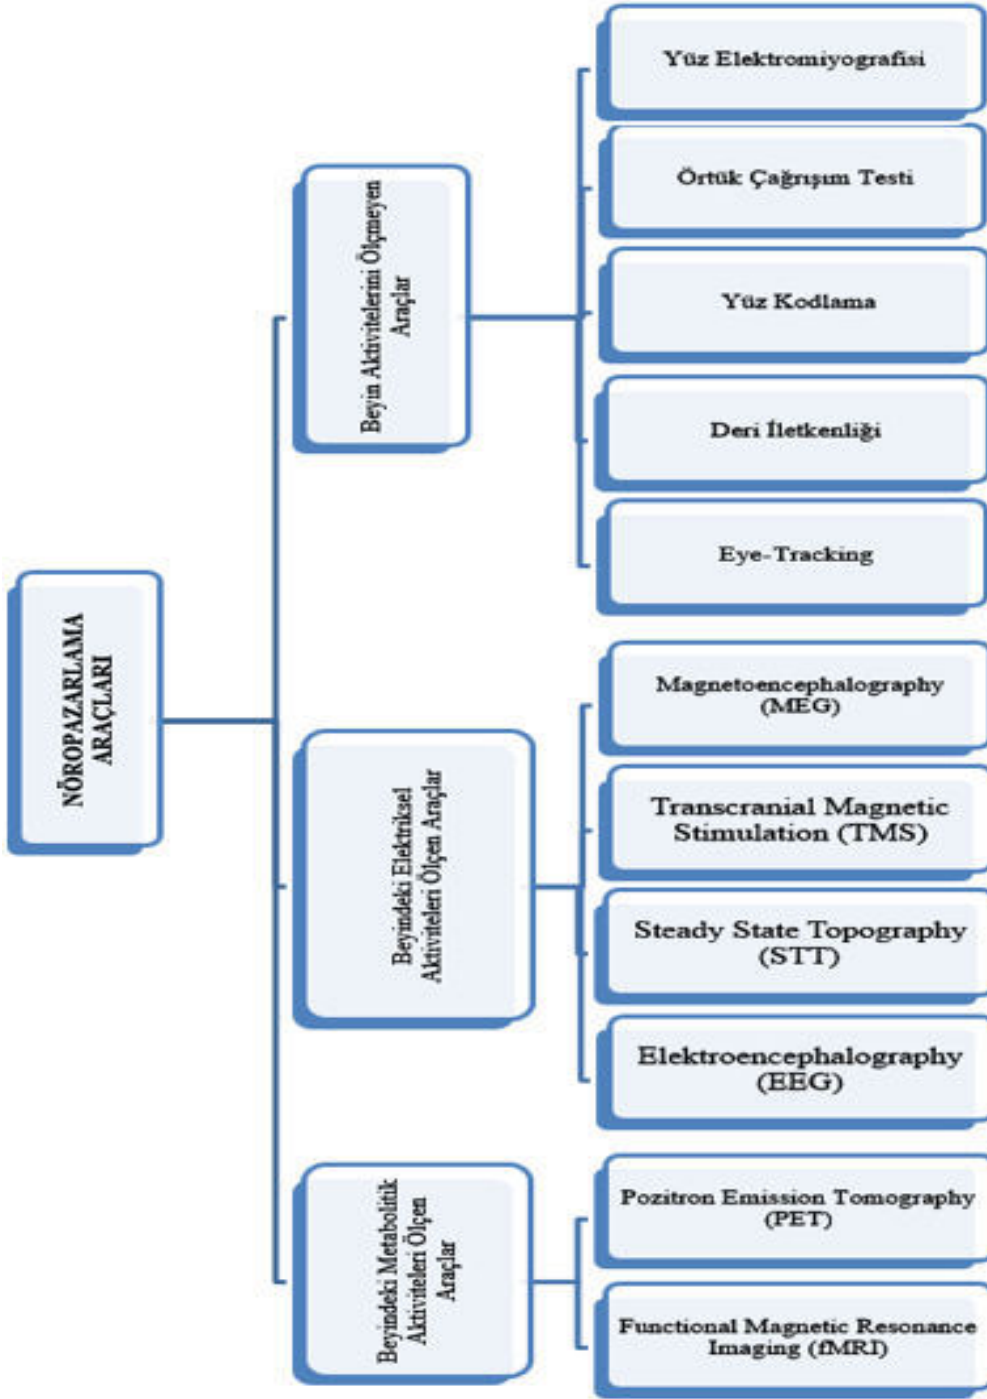 NÖROPAZARLAMA
ARAÇLARI
Beyin Aktivitelerini Ölçmeyen
Araçlar
Yüz Elektromiyografisi
Örtük Çağrışım Testi
Yüz Kodlama
Deri İletkenliği
Eye-Tracking
Beyindeki Elektriksel
Aktiviteleri Ölçen Araçlar
Magnetoencephalography
(MEG)
Transcranial Magnetic
Stimulation (TMS)
Steady State Topography
(STT)
Elektroencephalography
(EEG)
Beyindeki Metabolitik
Aktiviteleri Ölçen
Araçlar
Pozitron Emission Tomography
(PET)
Functional Magnetic Resonance
Imaging (fMRI)